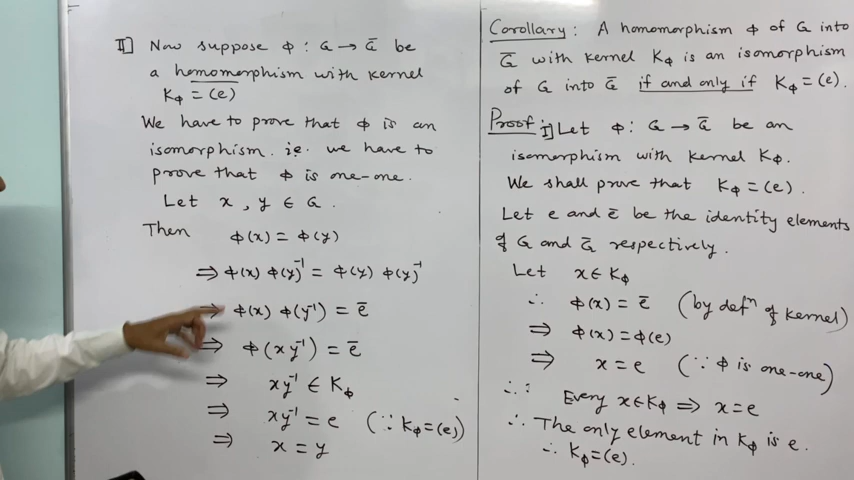 Corollary : A homomorphism Φ of G into
G̅ with kernel K_Φ is an isomorphism
of G into G̅ if and only if K_Φ = (e).
Proof : I] Let Φ : G → G̅ be an
isomorphism with kernel K_Φ.
We shall prove that K_Φ = (e).
Let e and e̅ be the identity elements
of G and G̅ respectively.
Let x ∈ K_Φ
∴ Φ(x) = e̅ (by defⁿ of kernel)
⇒ Φ(x) = Φ(e)
⇒ x = e (∵ Φ is one-one)
∴ Every x ∈ K_Φ ⇒ x = e
∴ The only element in K_Φ is e.
∴ K_Φ = (e).
II] Now suppose Φ : G → G̅ be
a homomorphism with kernel
K_Φ = (e)
We have to prove that Φ is an
isomorphism. i.e. we have to
prove that Φ is one-one.
Let x, y ∈ G.
Then Φ(x) = Φ(y)
⇒ Φ(x) Φ(y)⁻¹ = Φ(y) Φ(y)⁻¹
⇒ Φ(x) Φ(y⁻¹) = e̅
⇒ Φ(xy⁻¹) = e̅
⇒ xy⁻¹ ∈ K_Φ
⇒ xy⁻¹ = e (∵ K_Φ = (e))
⇒ x = y